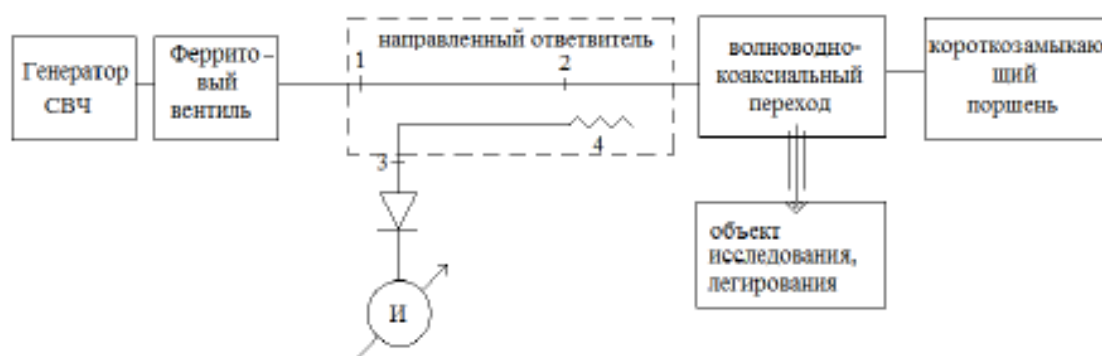 Генератор
СВЧ
Феррито –
вый
вентиль
направленный ответвитель
1
2
3
4
И
волноводно-
коаксиальный
переход
короткозамыкаю
щий
поршень
объект
исследования,
легирования